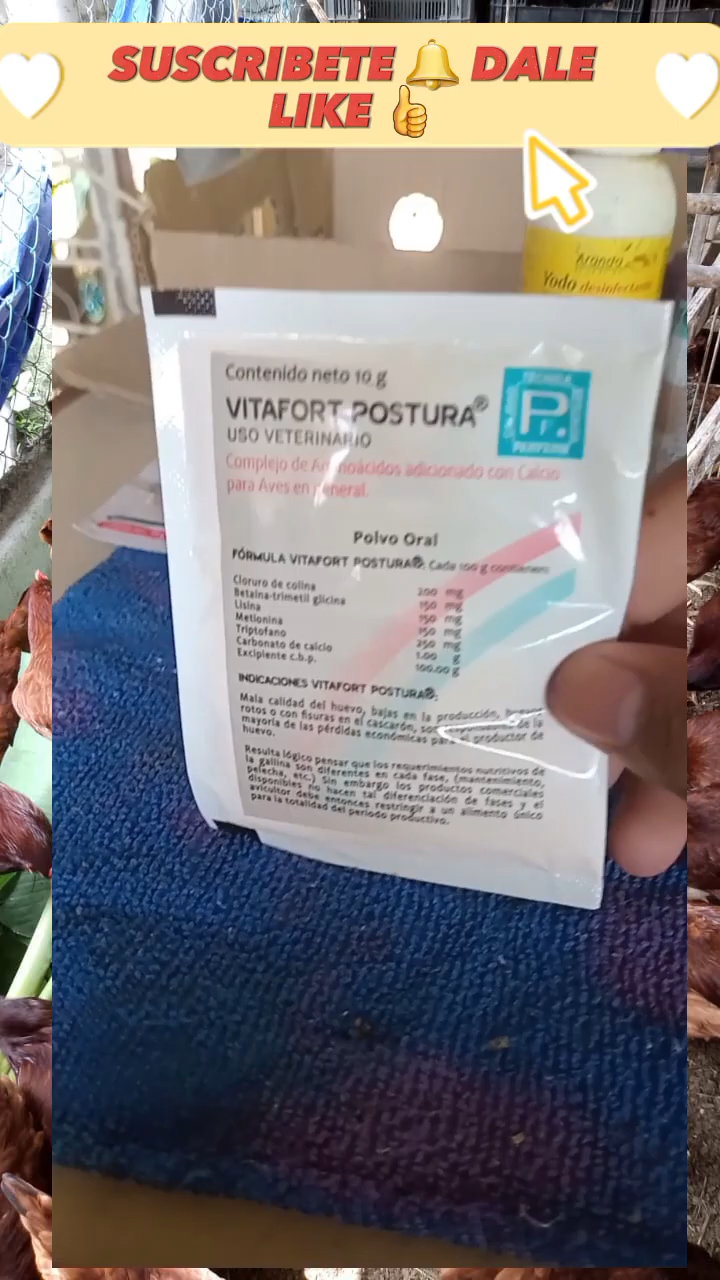 SUSCRIBETE 🔔 DALE
LIKE 👍
Aranda
Yodo desinfectante
Contenido neto 10 g
VITAFORT POSTURA®
USO VETERINARIO
TECNICA
Pr.
PARFARM
Complejo de Aminoácidos adicionado con Calcio
para Aves en general.
Polvo Oral
FÓRMULA VITAFORT POSTURA®: Cada 100 g contienen:
Cloruro de colina 200 mg
Betaina-trimetil glicina 150 mg
Lisina 150 mg
Metionina 150 mg
Triptofano 250 mg
Carbonato de calcio 1.00 g
Excipiente c.b.p. 100.00 g
INDICACIONES VITAFORT POSTURA®:
Mala calidad del huevo, bajas en la producción, huevos
rotos o con fisuras en el cascarón, son de la
mayoría de las pérdidas económicas para el productor de
huevo.
Resulta lógico pensar que los requerimientos nutritivos de
la gallina son diferentes en cada fase, (mantenimiento,
pelecha, etc.) Sin embargo los productos comerciales
disponibles no hacen tal diferenciación de fases y el
avicultor debe entonces restringir a un alimento único
para la totalidad del periodo productivo.